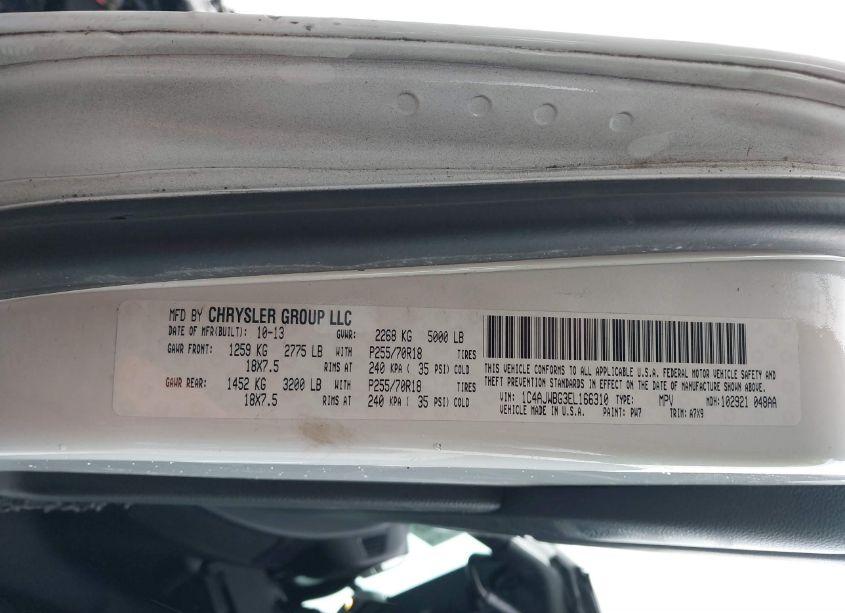 MFD BY CHRYSLER GROUP LLC
DATE OF MFR(BUILT): 10-13 GVWR: 2268 KG 5000 LB
GAWR FRONT: 1259 KG 2775 LB WITH P255/70R18 TIRES
18X7.5 RIMS AT 240 KPA ( 35 PSI) COLD
GAWR REAR: 1452 KG 3200 LB WITH P255/70R18 TIRES
18X7.5 RIMS AT 240 KPA ( 35 PSI) COLD
THIS VEHICLE CONFORMS TO ALL APPLICABLE U.S.A. FEDERAL MOTOR VEHICLE SAFETY AND
THEFT PREVENTION STANDARDS IN EFFECT ON THE DATE OF MANUFACTURE SHOWN ABOVE.
VIN: 1C4AJWBG3EL166310 TYPE: MPV MDH: 102921 048AA
VEHICLE MADE IN U.S.A. PAINT: PW7 TRIM: A7X9